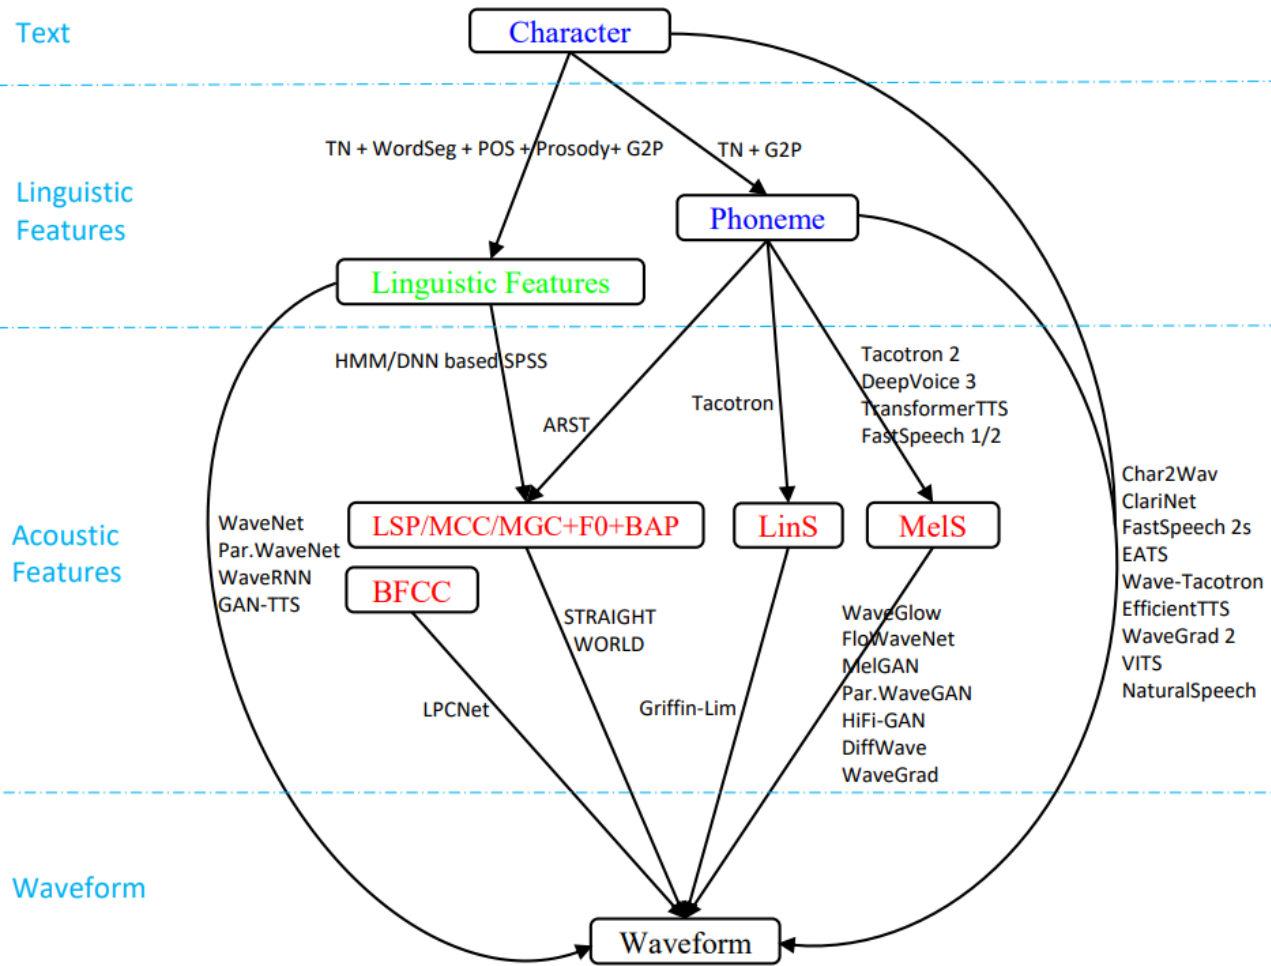 Text
Character
TN + WordSeg + POS + Prosody+ G2P
TN + G2P
Linguistic
Features
Phoneme
Linguistic Features
HMM/DNN based SPSS
ARST
Tacotron
Tacotron 2
DeepVoice 3
TransformerTTS
FastSpeech 1/2
Acoustic
Features
LSP/MCC/MGC+F0+BAP
LinS
MelS
BFCC
WaveNet
Par.WaveNet
WaveRNN
GAN-TTS
STRAIGHT
WORLD
LPCNet
Griffin-Lim
WaveGlow
FloWaveNet
MelGAN
Par.WaveGAN
HiFi-GAN
DiffWave
WaveGrad
Char2Wav
ClariNet
FastSpeech 2s
EATS
Wave-Tacotron
EfficientTTS
WaveGrad 2
VITS
NaturalSpeech
Waveform
Waveform